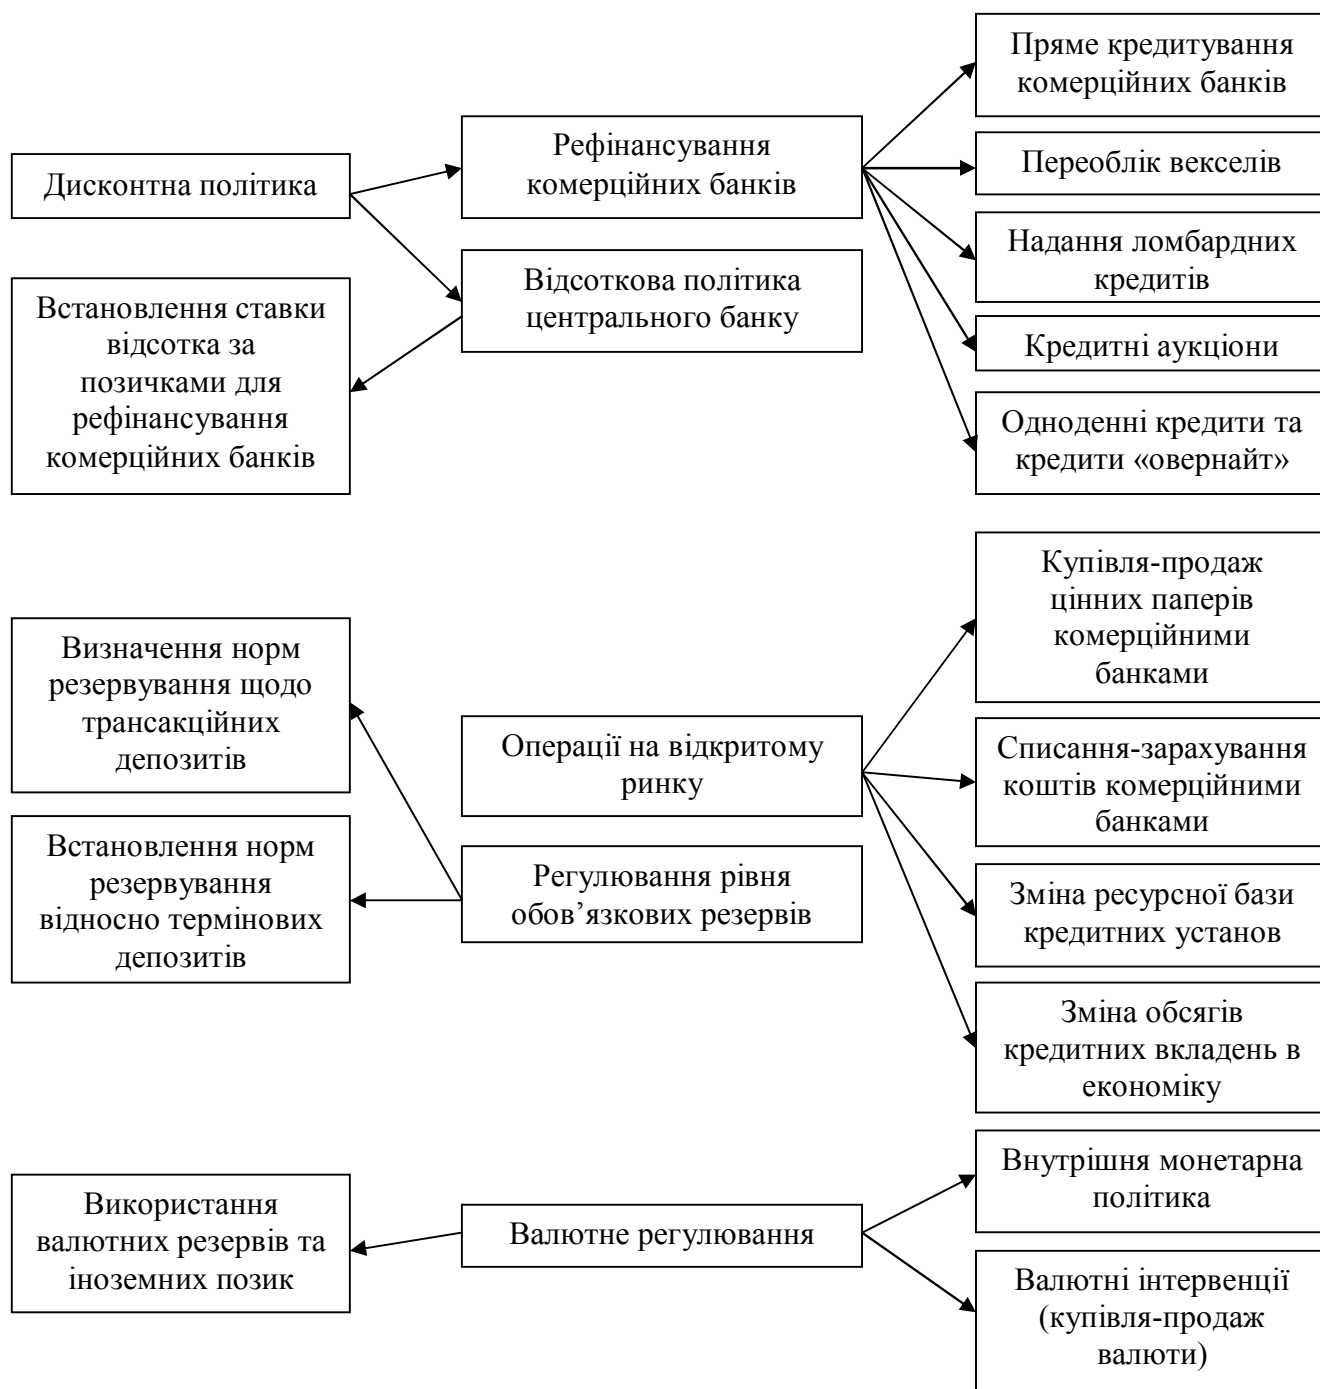 Пряме кредитування
комерційних банків
Рефінансування
комерційних банків
Дисконтна політика
Переоблік векселів
Надання ломбардних
кредитів
Відсоткова політика
центрального банку
Встановлення ставки
відсотка за
позичками для
рефінансування
комерційних банків
Кредитні аукціони
Одноденні кредити та
кредити «овернайт»
Купівля-продаж
цінних паперів
комерційними
банками
Визначення норм
резервування щодо
трансакційних
депозитів
Операції на відкритому
ринку
Списання-зарахування
коштів комерційними
банками
Встановлення норм
резервування
відносно термінових
депозитів
Регулювання рівня
обов’язкових резервів
Зміна ресурсної бази
кредитних установ
Зміна обсягів
кредитних вкладень в
економіку
Внутрішня монетарна
політика
Використання
валютних резервів та
іноземних позик
Валютне регулювання
Валютні інтервенції
(купівля-продаж
валюти)